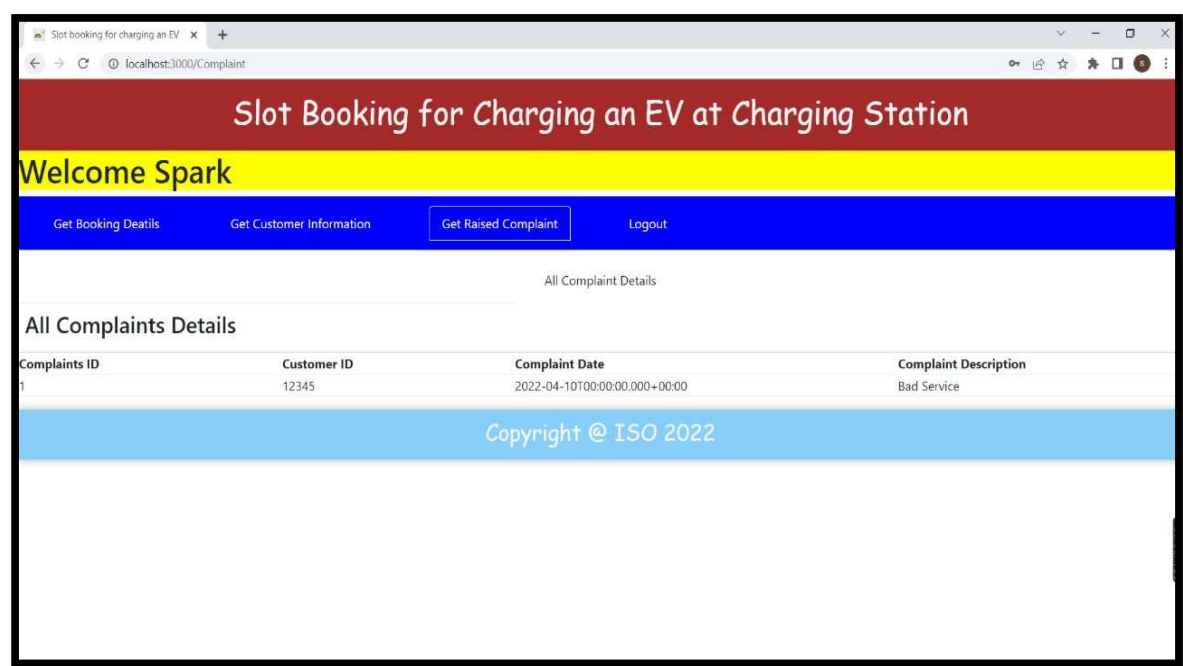 Slot booking for charging an EV
localhost:3000/Complaint
S
Slot Booking for Charging an EV at Charging Station
Welcome Spark
Get Booking Deatils Get Customer Information Get Raised Complaint Logout
All Complaint Details
All Complaints Details
Complaints ID Customer ID Complaint Date Complaint Description
1 12345 2022-04-10T00:00:00.000+00:00 Bad Service
Copyright @ ISO 2022